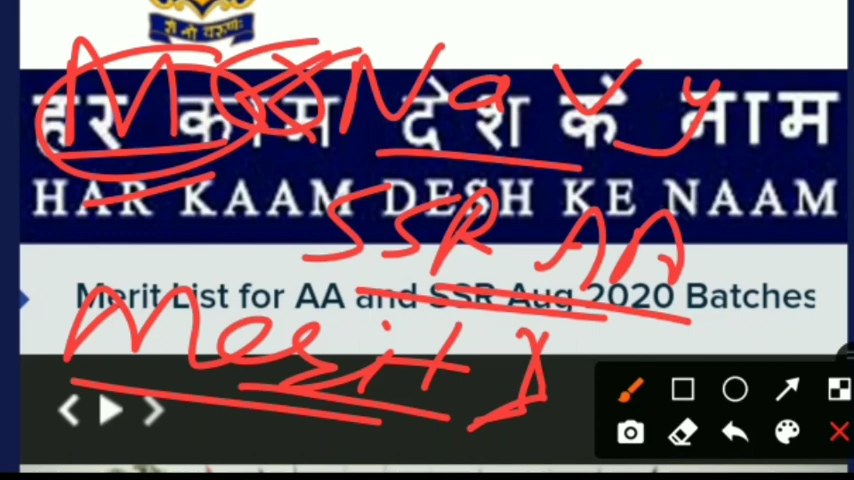 शं नो वरुणः
हर काम देश के नाम
Navy
HAR KAAM DESH KE NAAM
SSR AA
Merit List for AA and SSR Aug 2020 Batches
Merit